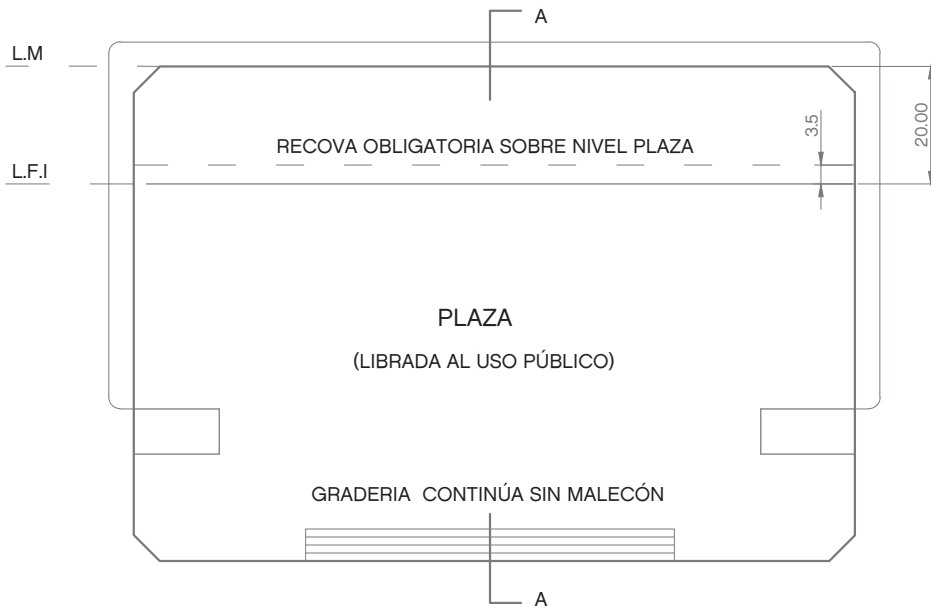 A
L.M
3.5
20.00
RECOVA OBLIGATORIA SOBRE NIVEL PLAZA
L.F.I
PLAZA
(LIBRADA AL USO PÚBLICO)
GRADERIA CONTINÚA SIN MALECÓN
A